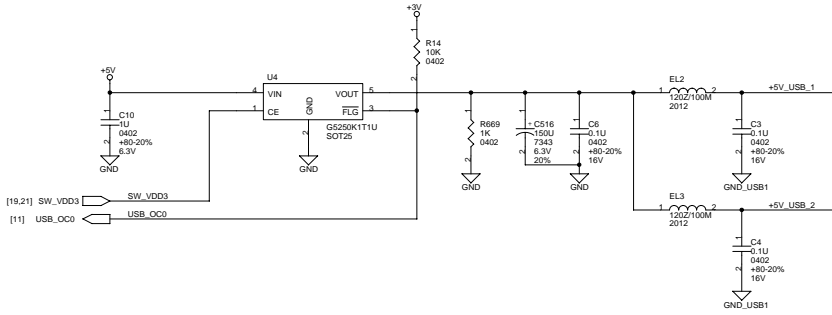 +3V
1
R14
10K
0402
2
+5V
U4
4
VIN
VOUT
5
1
CE
GND
FLG
3
2
G5250K1T1U
SOT25
GND
1
C10
1U
0402
+80-20%
6.3V
2
GND
1
R669
1K
0402
2
GND
1
+
C516
150U
7343
6.3V
20%
2
1
C6
0.1U
0402
+80-20%
16V
2
GND
EL2
1
2
120Z/100M
2012
+5V_USB_1
1
C3
0.1U
0402
+80-20%
16V
2
GND_USB1
[19,21] SW_VDD3
SW_VDD3
[11] USB_OC0
USB_OC0
EL3
1
2
120Z/100M
2012
+5V_USB_2
1
C4
0.1U
0402
+80-20%
16V
2
GND_USB1